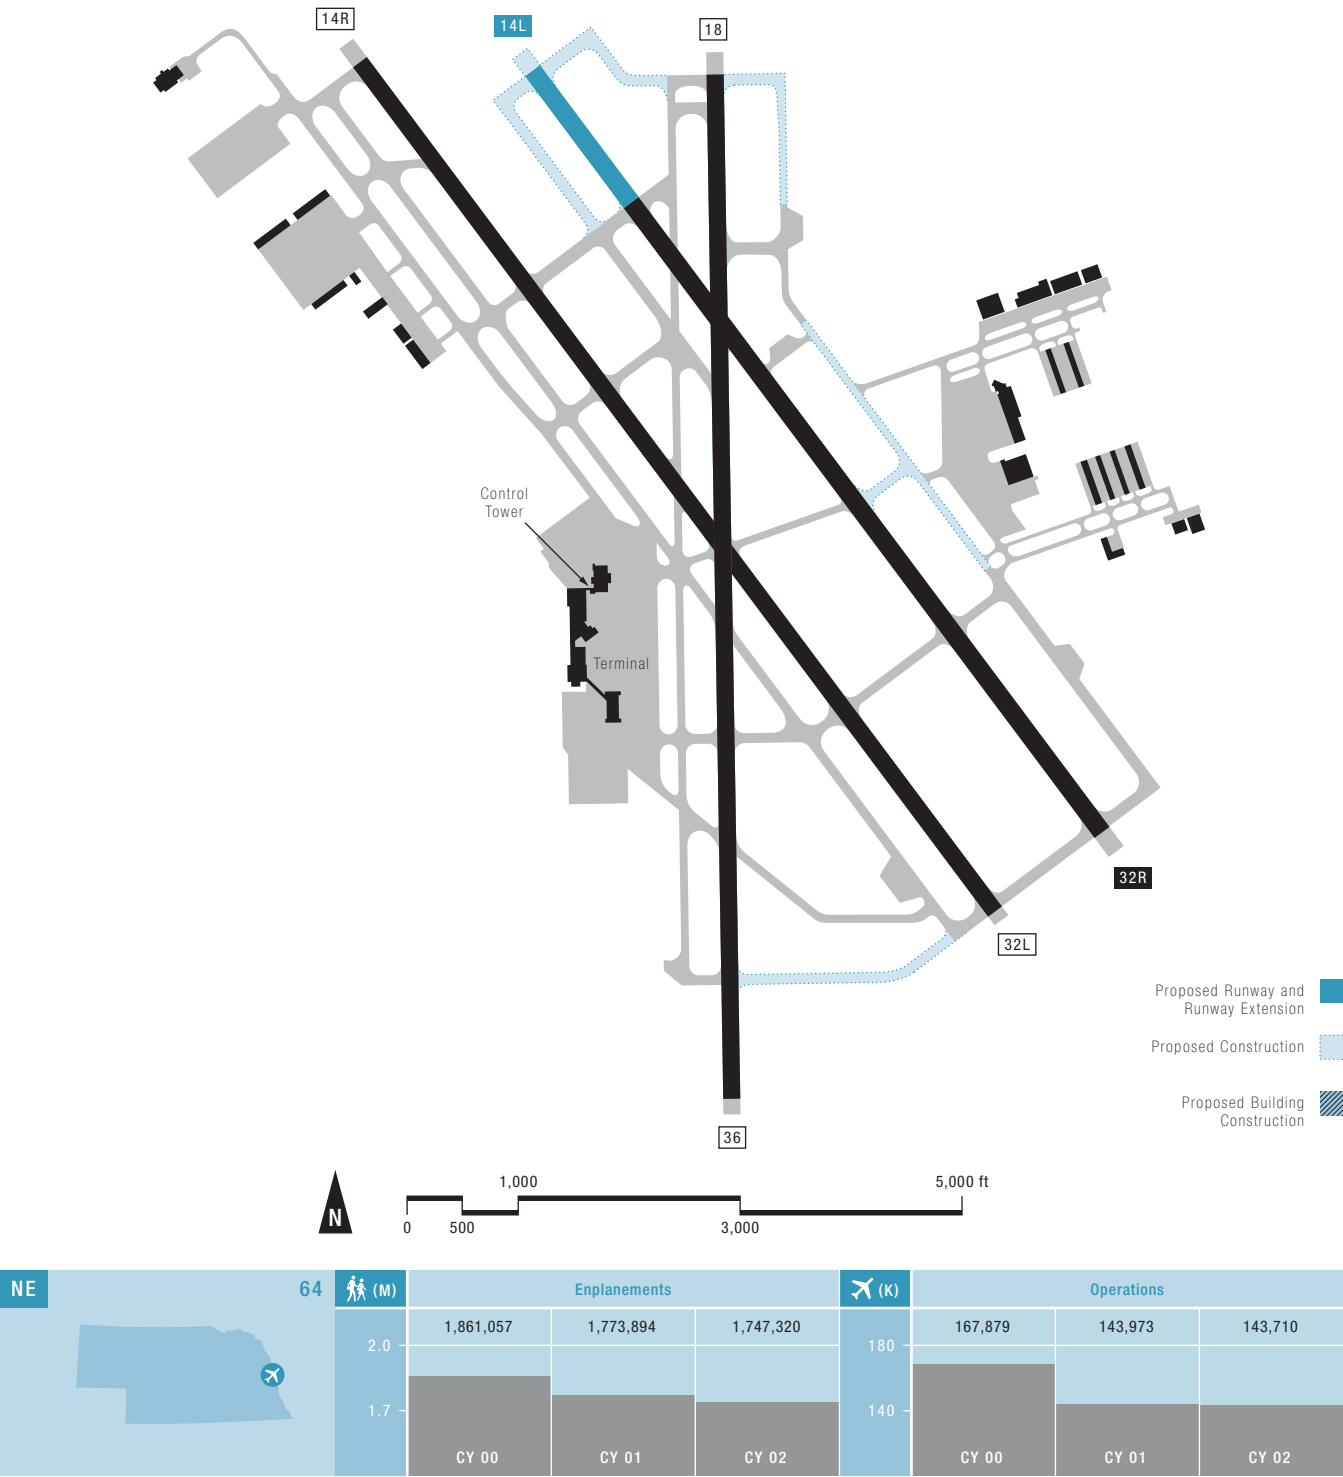 14R
14L
18
Control
Tower
Terminal
32R
32L
Proposed Runway and
Runway Extension
Proposed Construction
Proposed Building
Construction
36
1,000
5,000 ft
N
0
500
3,000
NE
64
(M)
Enplanements
(K)
Operations
1,861,057
1,773,894
1,747,320
167,879
143,973
143,710
2.0
180
1.7
140
CY 00
CY 01
CY 02
CY 00
CY 01
CY 02